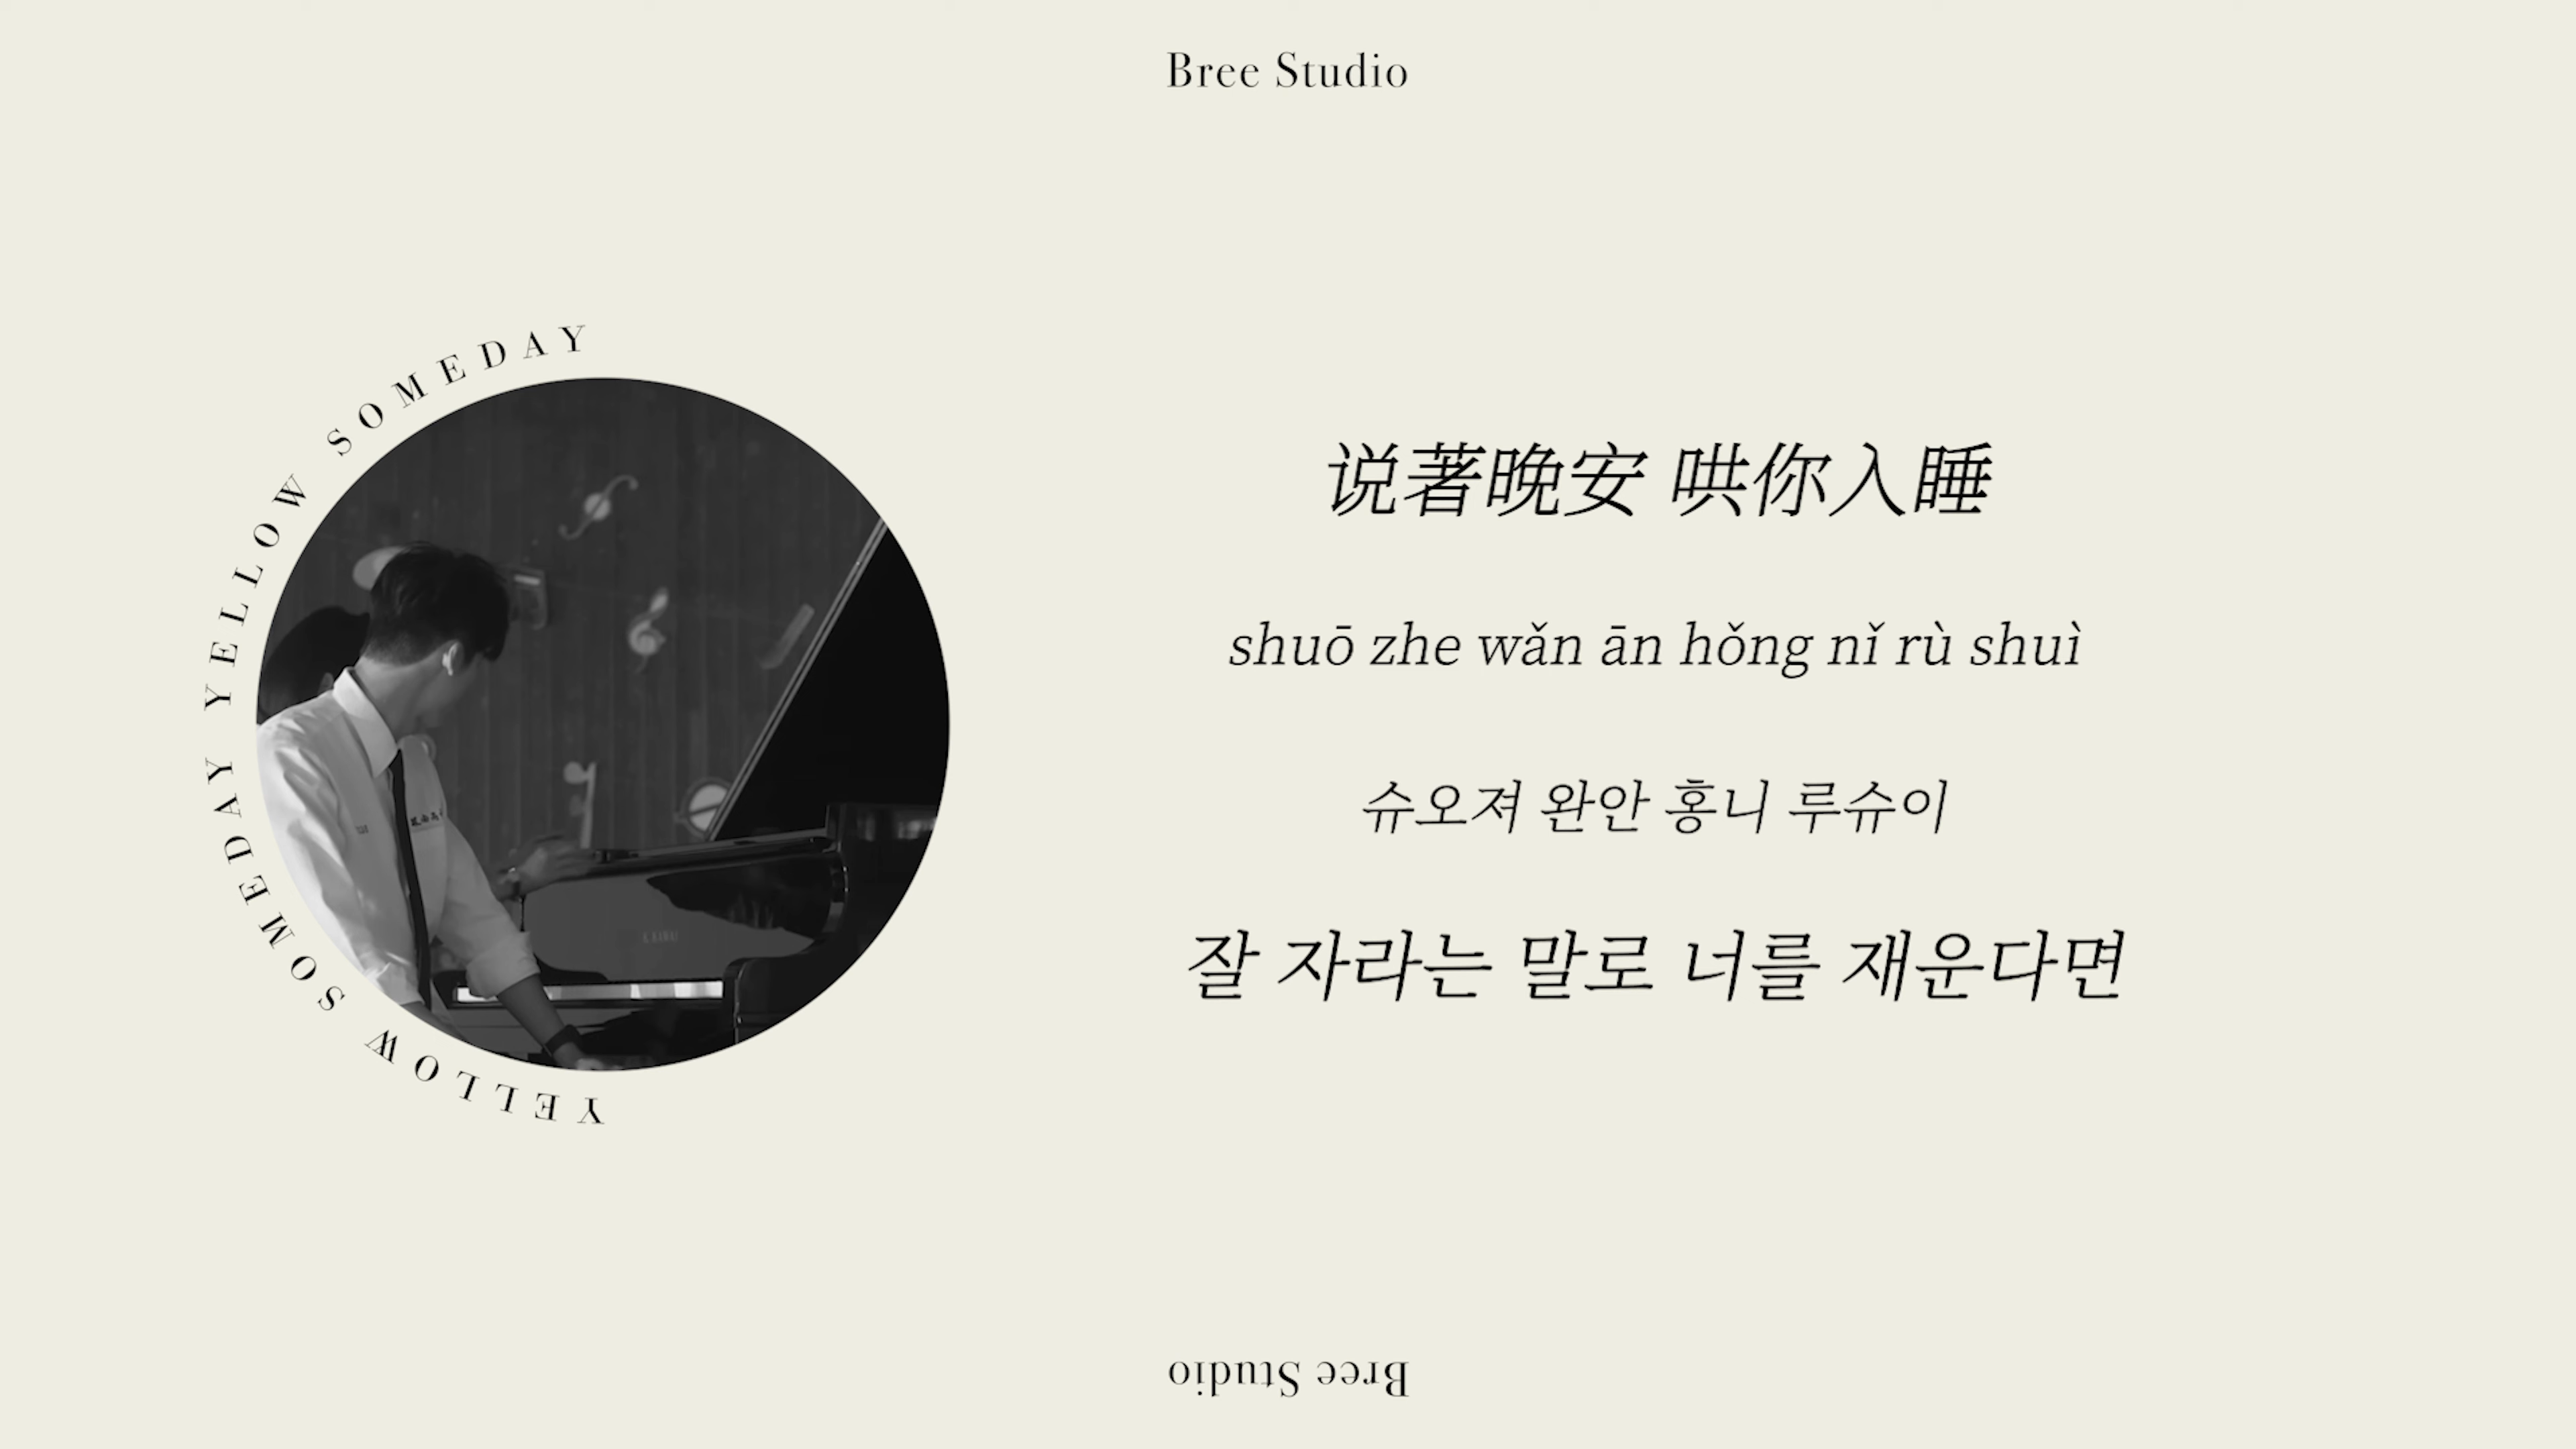 Bree Studio
YELLOW SOMEDAY YELLOW SOMEDAY
说著晚安 哄你入睡
shuō zhe wǎn ān hǒng nǐ rù shuì
슈오져 완안 홍니 루슈이
잘 자라는 말로 너를 재운다면
Bree Studio